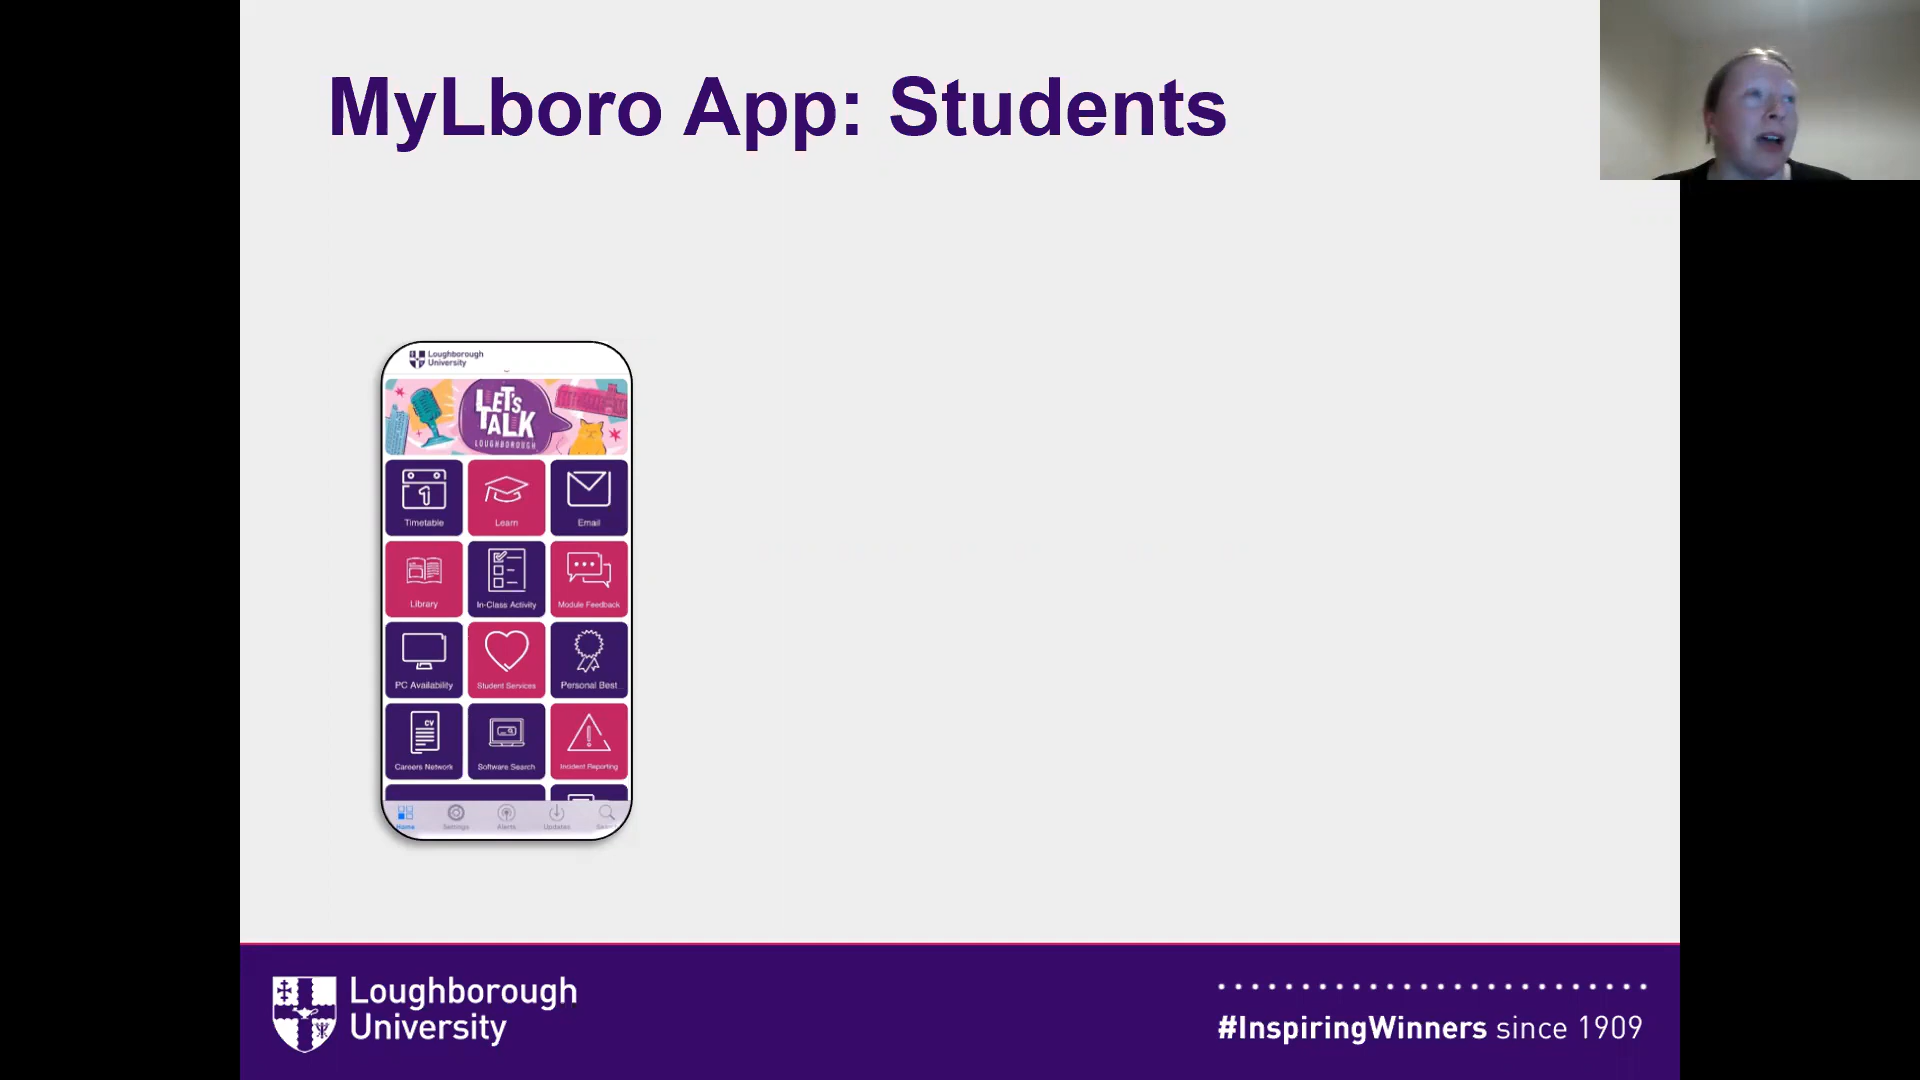 MyLboro App: Students
Loughborough
University
LET'S
TALK
LOUGHBOROUGH
1
Timetable
Learn
Email
Library
In-Class Activity
Module Feedback
PC Availability
Student Services
Personal Best
CV
Careers Network
Software Search
Incident Reporting
Home
Settings
Alerts
Updates
Loughborough
University
#InspiringWinners since 1909